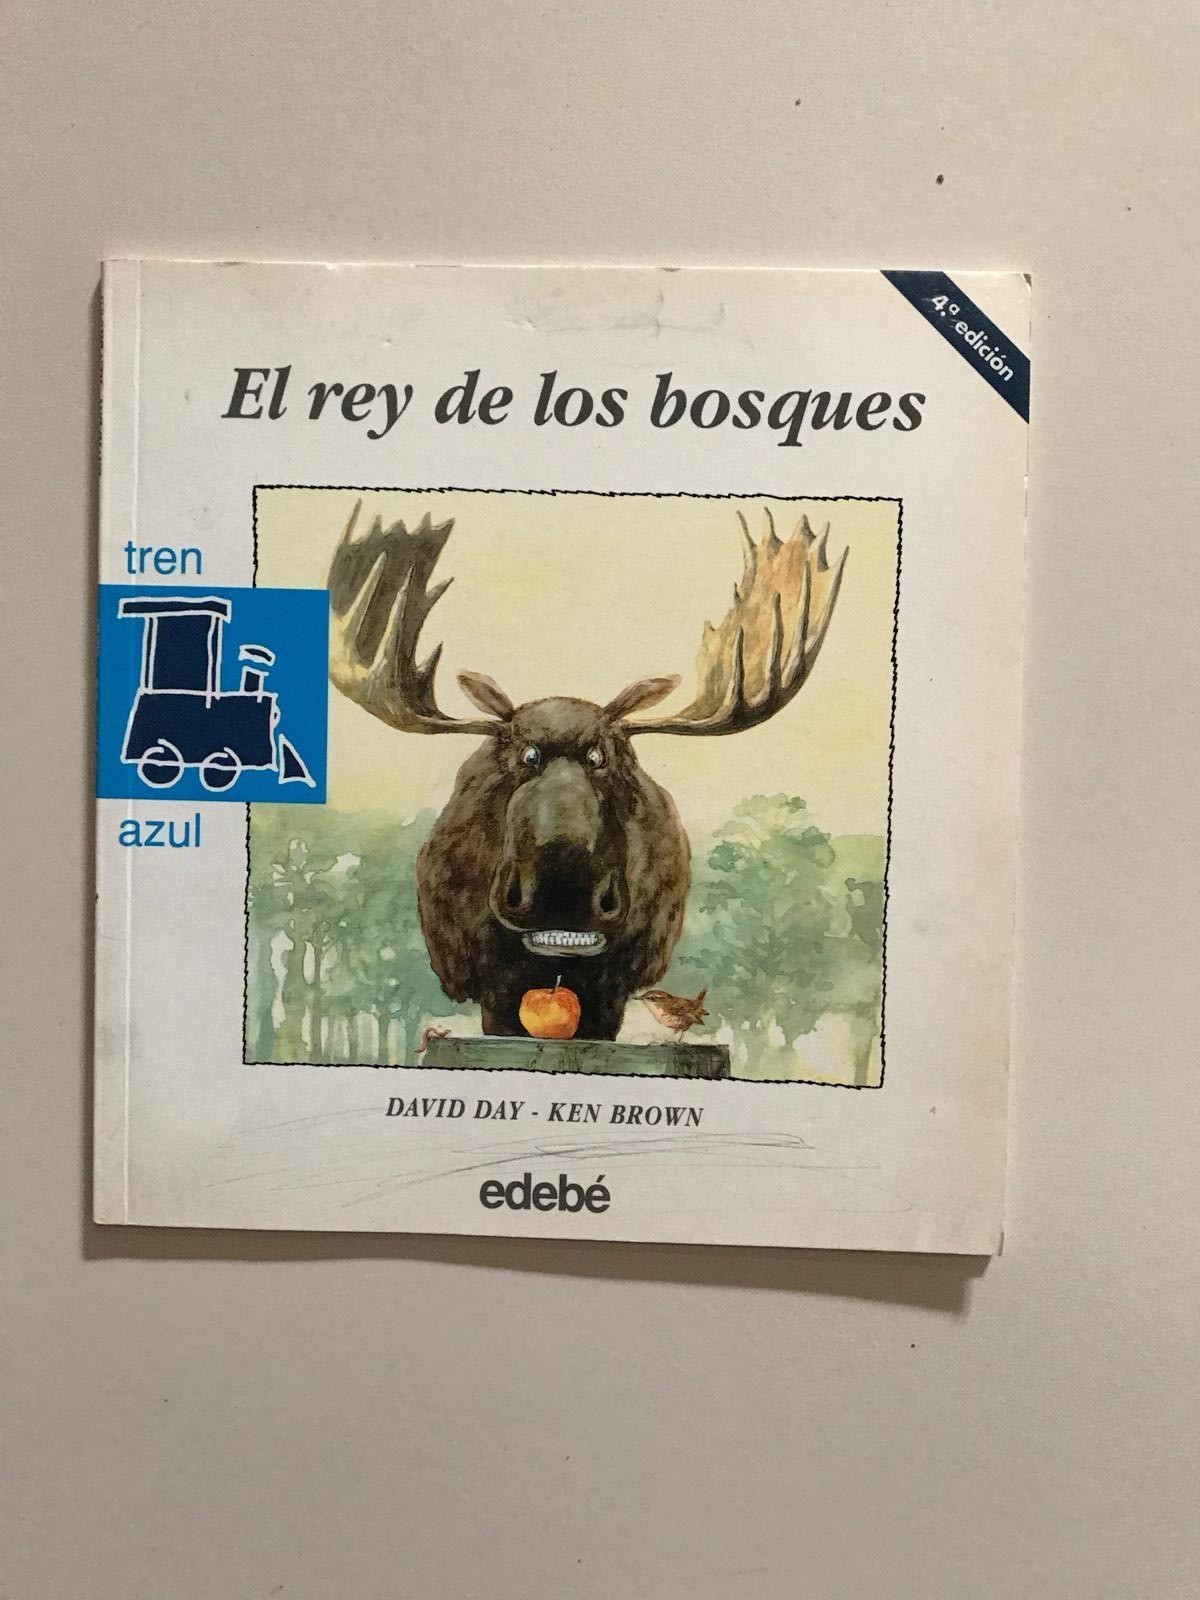 4.ª edición
El rey de los bosques
tren
azul
DAVID DAY - KEN BROWN
edebé